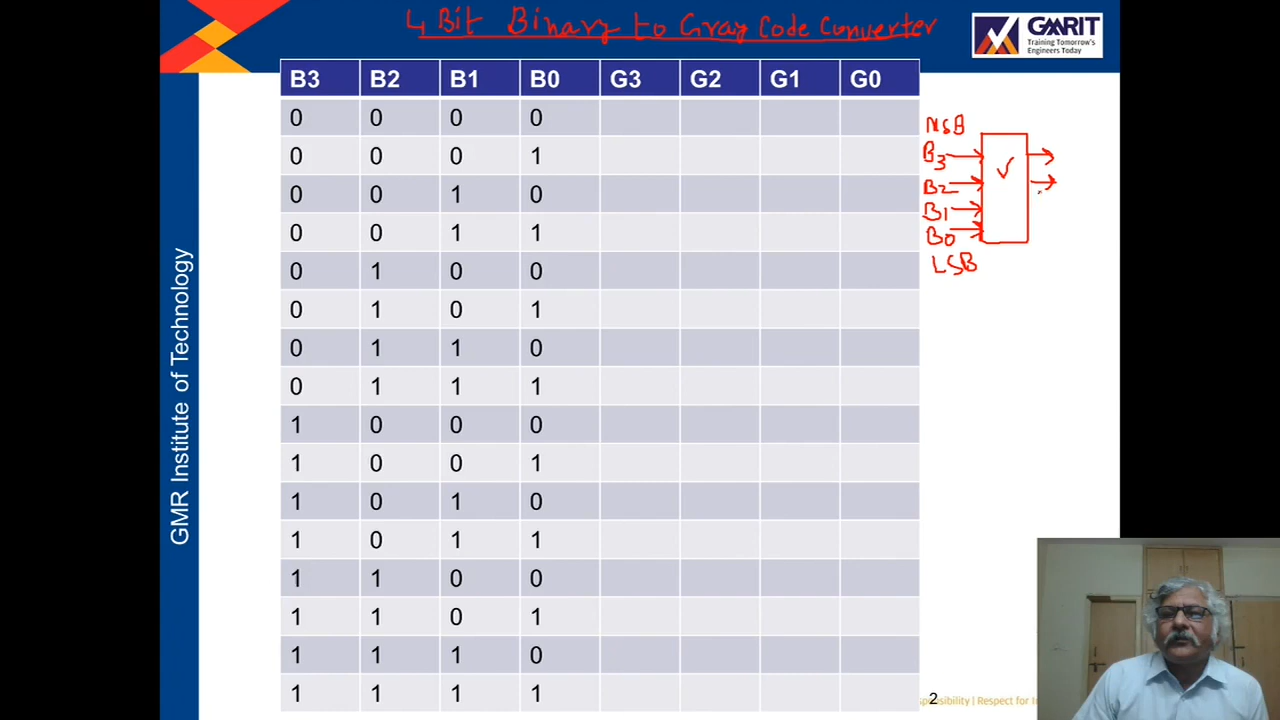 4 Bit Binary to Gray Code Converter
GMRIT
Training Tomorrow's
Engineers Today
GMR Institute of Technology
B3 B2 B1 B0 G3 G2 G1 G0
0 0 0 0
0 0 0 1
0 0 1 0
0 0 1 1
0 1 0 0
0 1 0 1
0 1 1 0
0 1 1 1
1 0 0 0
1 0 0 1
1 0 1 0
1 0 1 1
1 1 0 0
1 1 0 1
1 1 1 0
1 1 1 1
MSB
B3
B2
B1
B0
LSB
2
sponsibility | Respect for In